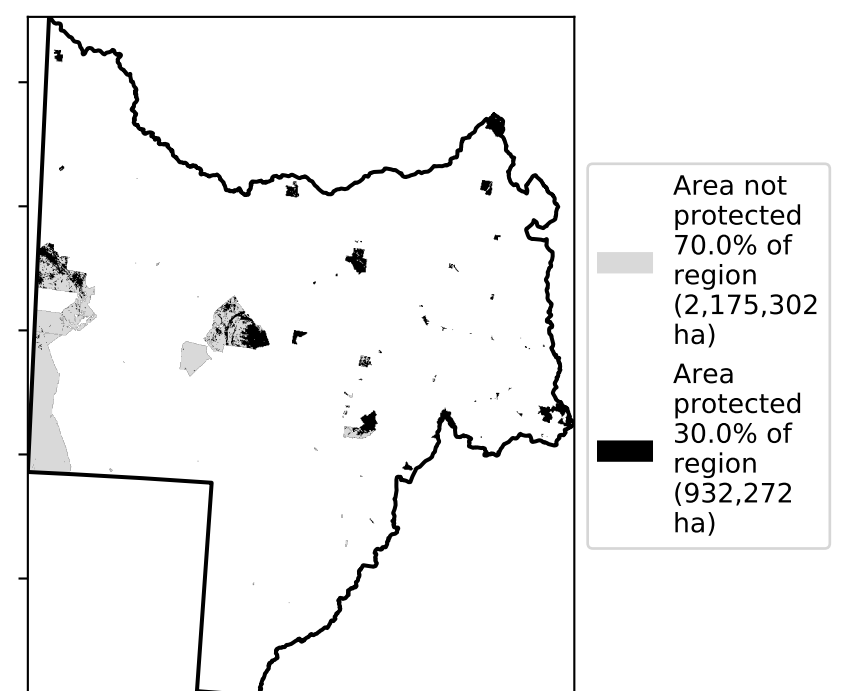 Area not
protected
70.0% of
region
(2,175,302
ha)
Area
protected
30.0% of
region
(932,272
ha)